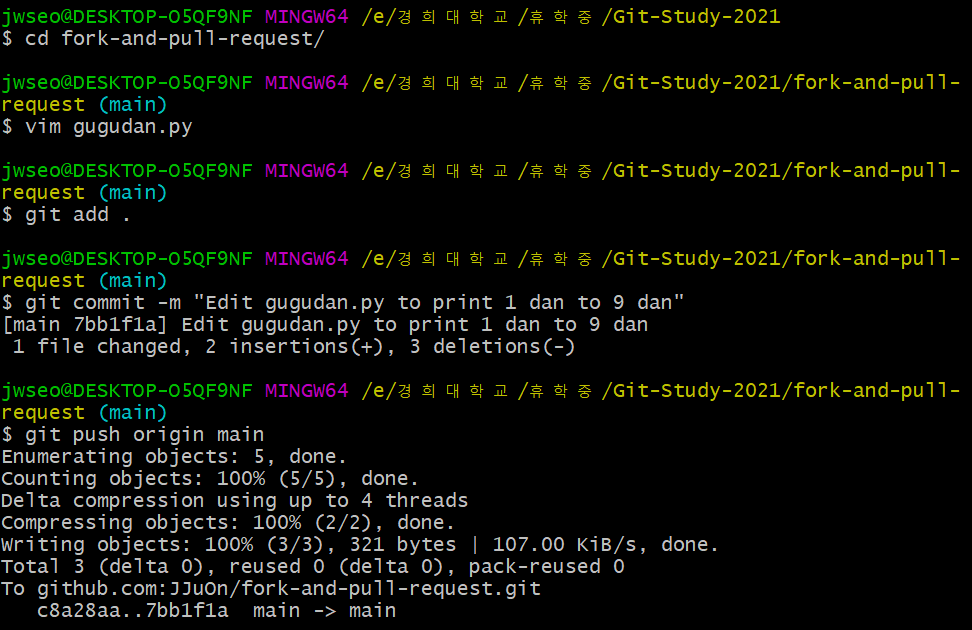 jwseo@DESKTOP-O5QF9NF MINGW64 /e/경희대학교/휴학중/Git-Study-2021
$ cd fork-and-pull-request/
jwseo@DESKTOP-O5QF9NF MINGW64 /e/경희대학교/휴학중/Git-Study-2021/fork-and-pull-
request (main)
$ vim gugudan.py
jwseo@DESKTOP-O5QF9NF MINGW64 /e/경희대학교/휴학중/Git-Study-2021/fork-and-pull-
request (main)
$ git add .
jwseo@DESKTOP-O5QF9NF MINGW64 /e/경희대학교/휴학중/Git-Study-2021/fork-and-pull-
request (main)
$ git commit -m "Edit gugudan.py to print 1 dan to 9 dan"
[main 7bb1f1a] Edit gugudan.py to print 1 dan to 9 dan
 1 file changed, 2 insertions(+), 3 deletions(-)
jwseo@DESKTOP-O5QF9NF MINGW64 /e/경희대학교/휴학중/Git-Study-2021/fork-and-pull-
request (main)
$ git push origin main
Enumerating objects: 5, done.
Counting objects: 100% (5/5), done.
Delta compression using up to 4 threads
Compressing objects: 100% (2/2), done.
Writing objects: 100% (3/3), 321 bytes | 107.00 KiB/s, done.
Total 3 (delta 0), reused 0 (delta 0), pack-reused 0
To github.com:JJuOn/fork-and-pull-request.git
   c8a28aa..7bb1f1a  main -> main